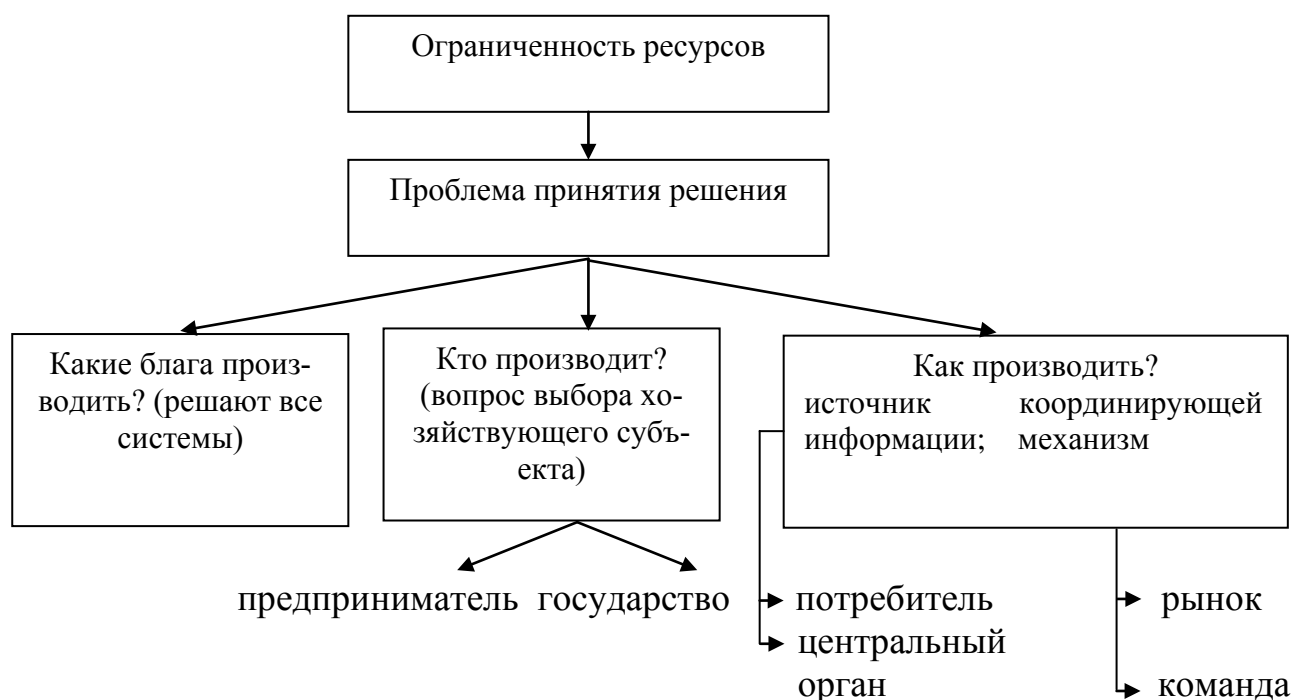 Ограниченность ресурсов
Проблема принятия решения
Какие блага произ-
водить? (решают все
системы)
Кто производит?
(вопрос выбора хо-
зяйствующего субъ-
екта)
Как производить?
источник координирующей
информации; механизм
предприниматель государство
потребитель
центральный
орган
рынок
команда